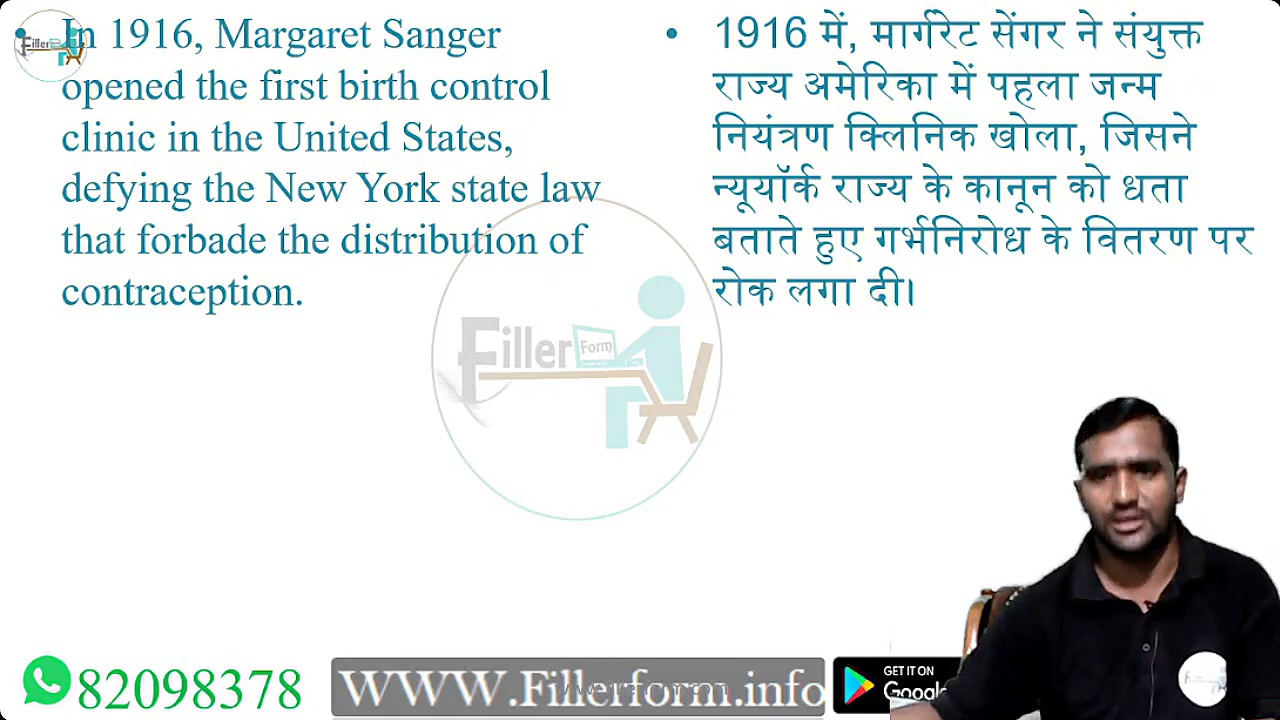 In 1916, Margaret Sanger
opened the first birth control
clinic in the United States,
defying the New York state law
that forbade the distribution of
contraception.
1916 में, मार्गरेट सेंगर ने संयुक्त
राज्य अमेरिका में पहला जन्म
नियंत्रण क्लिनिक खोला, जिसने
न्यूयॉर्क राज्य के कानून को धता
बताते हुए गर्भनिरोध के वितरण पर
रोक लगा दी।
Filler Form
82098378
WWW.Fillerform.info
GET IT ON
Google